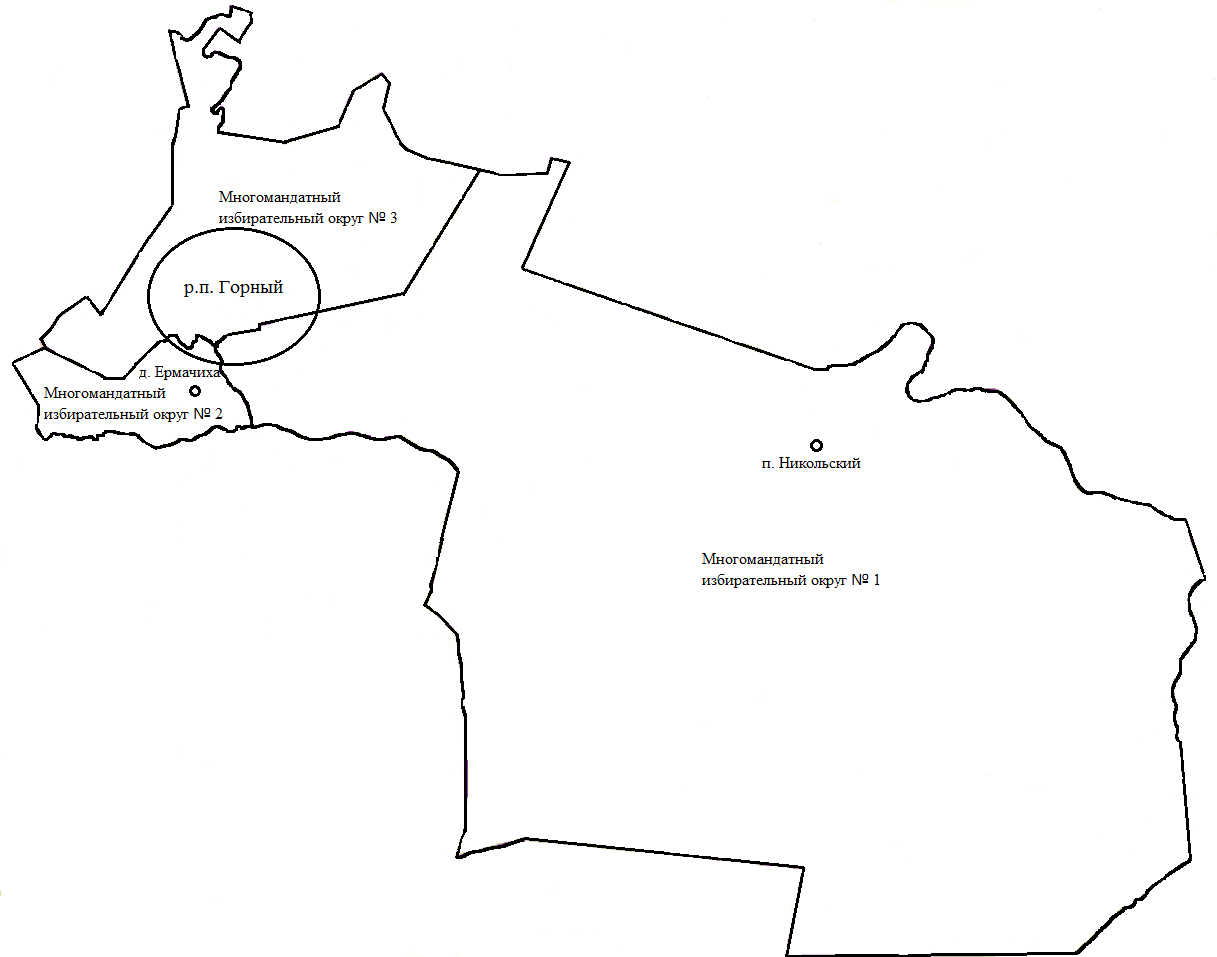 Многомандатный
избирательный округ № 3
р.п. Горный
д. Ермачиха
Многомандатный
избирательный округ № 2
п. Никольский
Многомандатный
избирательный округ № 1